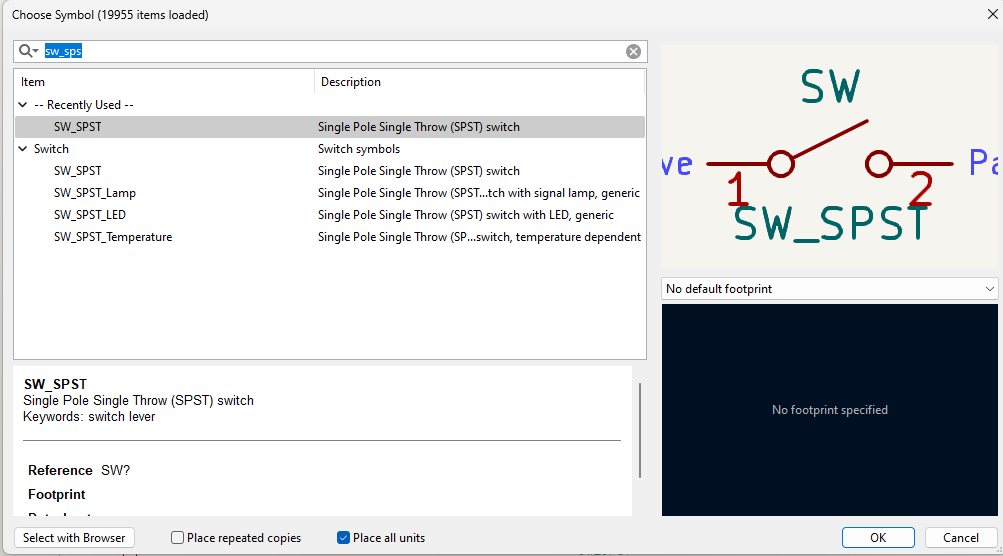 Choose Symbol (19955 items loaded)
sw_sps
Item Description
-- Recently Used --
SW_SPST Single Pole Single Throw (SPST) switch
Switch Switch symbols
SW_SPST Single Pole Single Throw (SPST) switch
SW_SPST_Lamp Single Pole Single Throw (SPST...tch with signal lamp, generic
SW_SPST_LED Single Pole Single Throw (SPST) switch with LED, generic
SW_SPST_Temperature Single Pole Single Throw (SP...switch, temperature dependent
SW
ve
Pa
1 2
SW_SPST
No default footprint
No footprint specified
SW_SPST
Single Pole Single Throw (SPST) switch
Keywords: switch lever
Reference SW?
Footprint
Select with Browser
Place repeated copies
Place all units
OK
Cancel